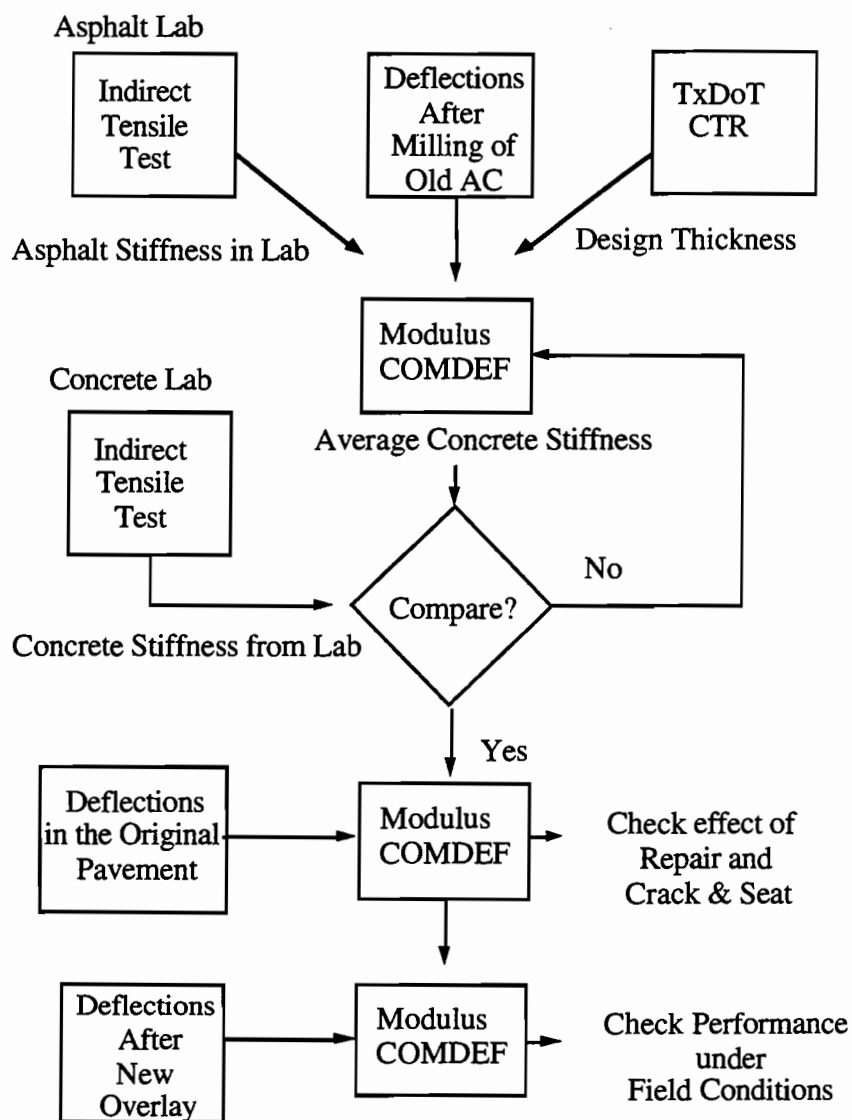 Asphalt Lab
Indirect
Tensile
Test
Deflections
After
Milling of
Old AC
TxDoT
CTR
Asphalt Stiffness in Lab
Design Thickness
Modulus
COMDEF
Concrete Lab
Indirect
Tensile
Test
Average Concrete Stiffness
No
Compare?
Concrete Stiffness from Lab
Yes
Deflections
in the Original
Pavement
Modulus
COMDEF
Check effect of
Repair and
Crack & Seat
Deflections
After
New
Overlay
Modulus
COMDEF
Check Performance
under
Field Conditions